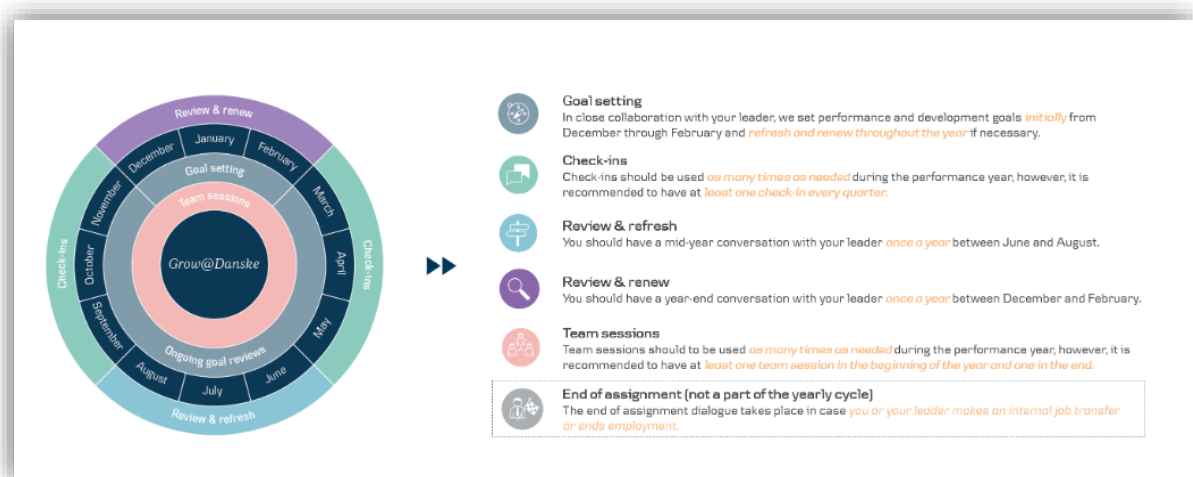 Review & renew
December
January
February
March
April
May
June
July
August
September
October
November
Check-ins
Check-ins
Goal setting
Team sessions
Grow@Danske
Ongoing goal reviews
Review & refresh
Goal setting
In close collaboration with your leader, we set performance and development goals initially from
December through February and refresh and renew throughout the year if necessary.
Check-ins
Check-ins should be used as many times as needed during the performance year, however, it is
recommended to have at least one check-in every quarter.
Review & refresh
You should have a mid-year conversation with your leader once a year between June and August.
Review & renew
You should have a year-end conversation with your leader once a year between December and February.
Team sessions
Team sessions should to be used as many times as needed during the performance year, however, it is
recommended to have at least one team session in the beginning of the year and one in the end.
End of assignment (not a part of the yearly cycle)
The end of assignment dialogue takes place in case you or your leader makes an internal job transfer
or ends employment.